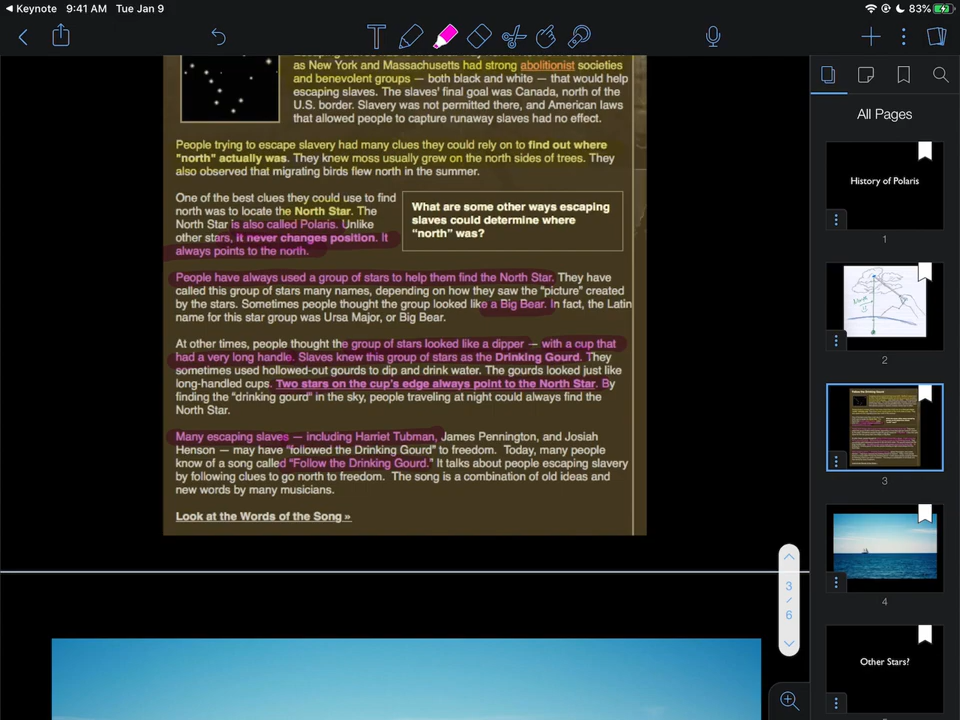 Keynote 9:41 AM Tue Jan 9 83%
as New York and Massachusetts had strong abolitionist societies
and benevolent groups — both black and white — that would help
escaping slaves. The slaves' final goal was Canada, north of the
U.S. border. Slavery was not permitted there, and American laws
that allowed people to capture runaway slaves had no effect.
People trying to escape slavery had many clues they could rely on to find out where
"north" actually was. They knew moss usually grew on the north sides of trees. They
also observed that migrating birds flew north in the summer.
One of the best clues they could use to find
north was to locate the North Star. The
North Star is also called Polaris. Unlike
other stars, it never changes position. It
always points to the north.
What are some other ways escaping
slaves could determine where
"north" was?
People have always used a group of stars to help them find the North Star. They have
called this group of stars many names, depending on how they saw the "picture" created
by the stars. Sometimes people thought the group looked like a Big Bear. In fact, the Latin
name for this star group was Ursa Major, or Big Bear.
At other times, people thought the group of stars looked like a dipper — with a cup that
had a very long handle. Slaves knew this group of stars as the Drinking Gourd. They
sometimes used hollowed-out gourds to dip and drink water. The gourds looked just like
long-handled cups. Two stars on the cup's edge always point to the North Star. By
finding the "drinking gourd" in the sky, people traveling at night could always find the
North Star.
Many escaping slaves — including Harriet Tubman, James Pennington, and Josiah
Henson — may have "followed the Drinking Gourd" to freedom. Today, many people
know of a song called "Follow the Drinking Gourd." It talks about people escaping slavery
by following clues to go north to freedom. The song is a combination of old ideas and
new words by many musicians.
Look at the Words of the Song »
3
/
6
All Pages
History of Polaris
1
2
3
4
Other Stars?